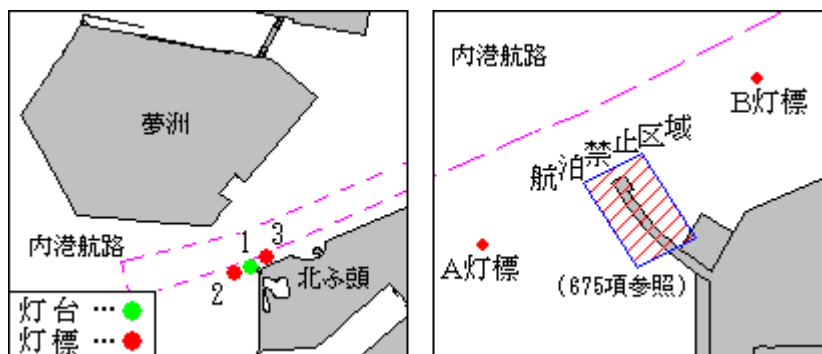 夢洲
内港航路
1
3
2
北ふ頭
灯台…
灯標…
内港航路
B灯標
航泊禁止区域
A灯標
(675項参照)